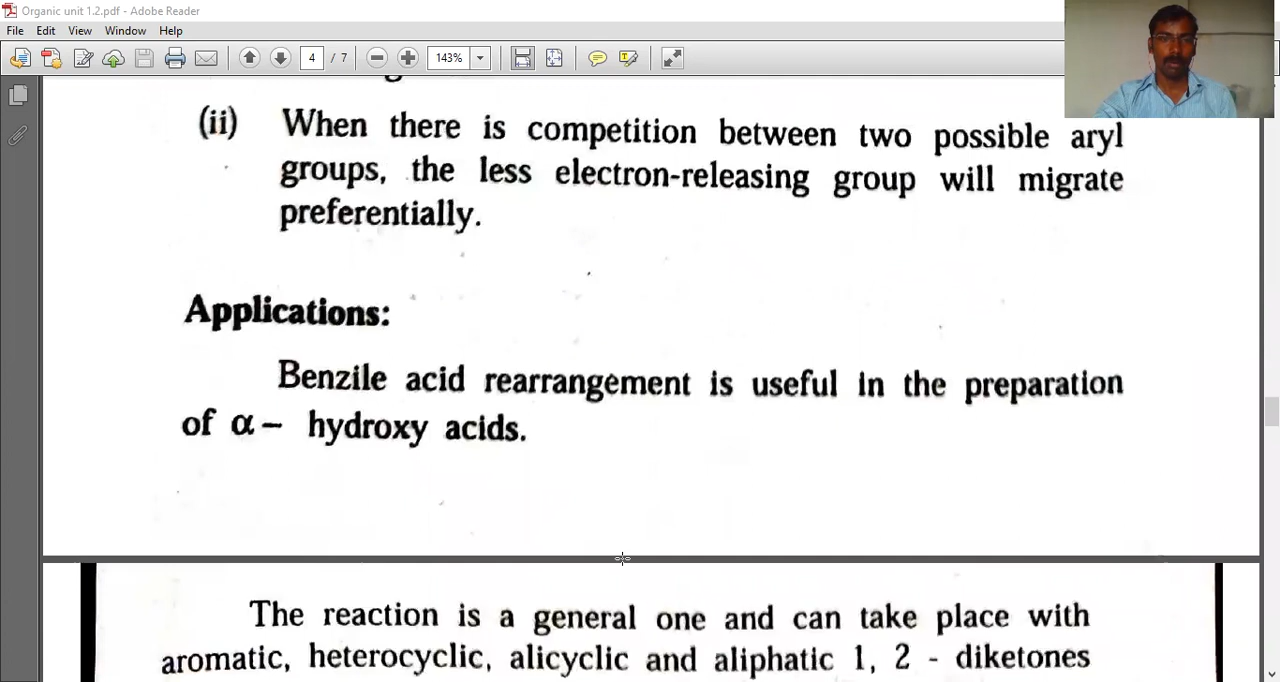 Organic unit 1.2.pdf - Adobe Reader
File Edit View Window Help
4 / 7 143%
(ii) When there is competition between two possible aryl
groups, the less electron-releasing group will migrate
preferentially.
Applications:
Benzile acid rearrangement is useful in the preparation
of α – hydroxy acids.
The reaction is a general one and can take place with
aromatic, heterocyclic, alicyclic and aliphatic 1, 2 - diketones